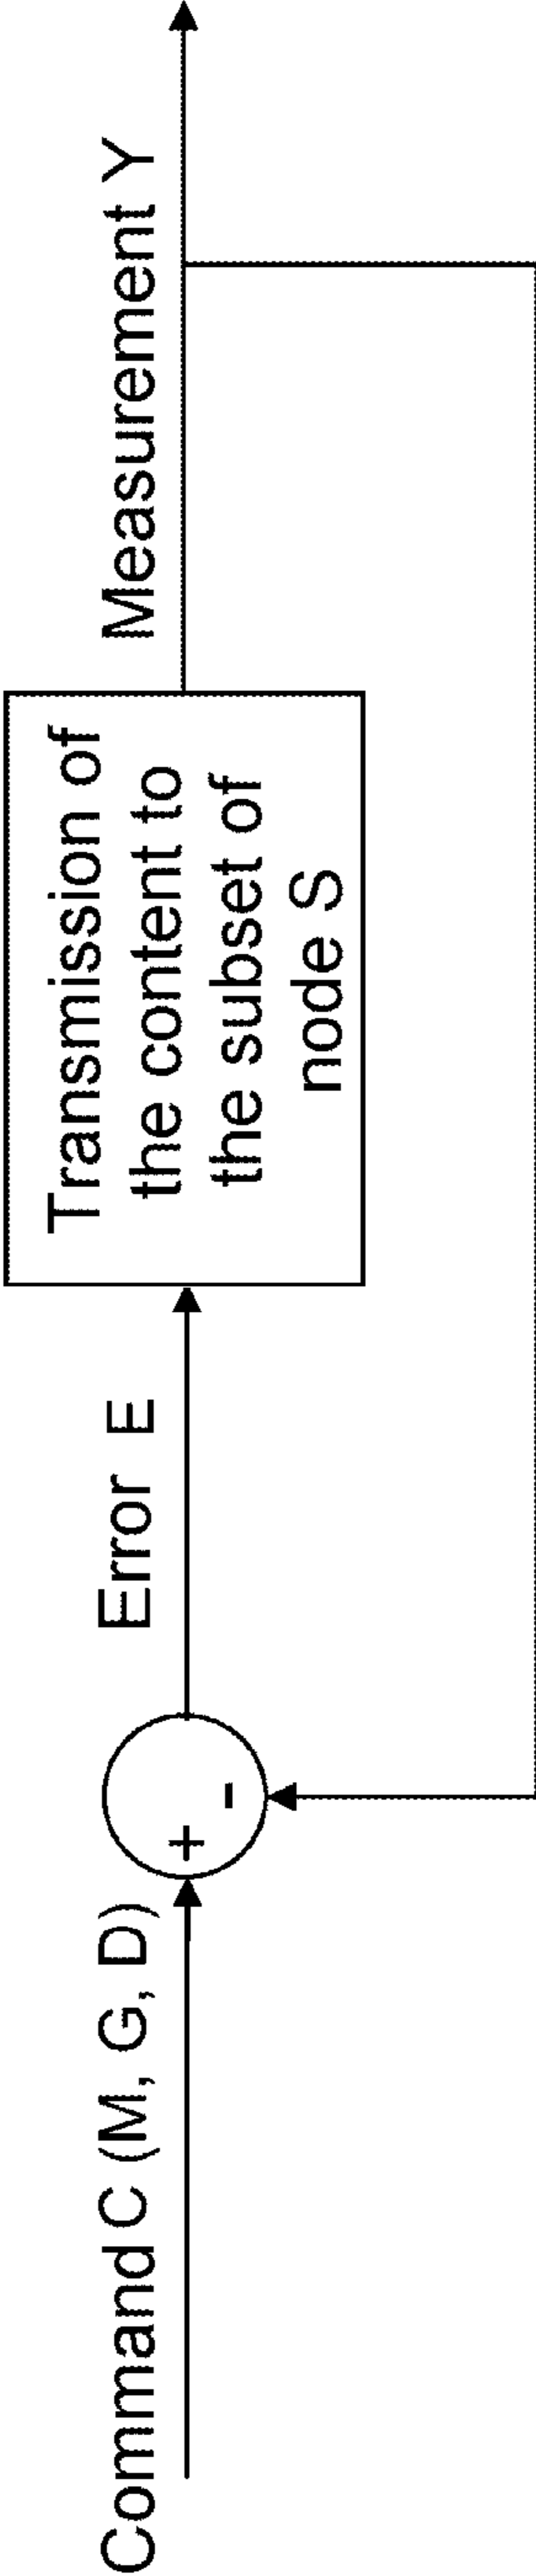 Command C (M, G, D)
+
-
Error E
Transmission of
the content to
the subset of
node S
Measurement Y